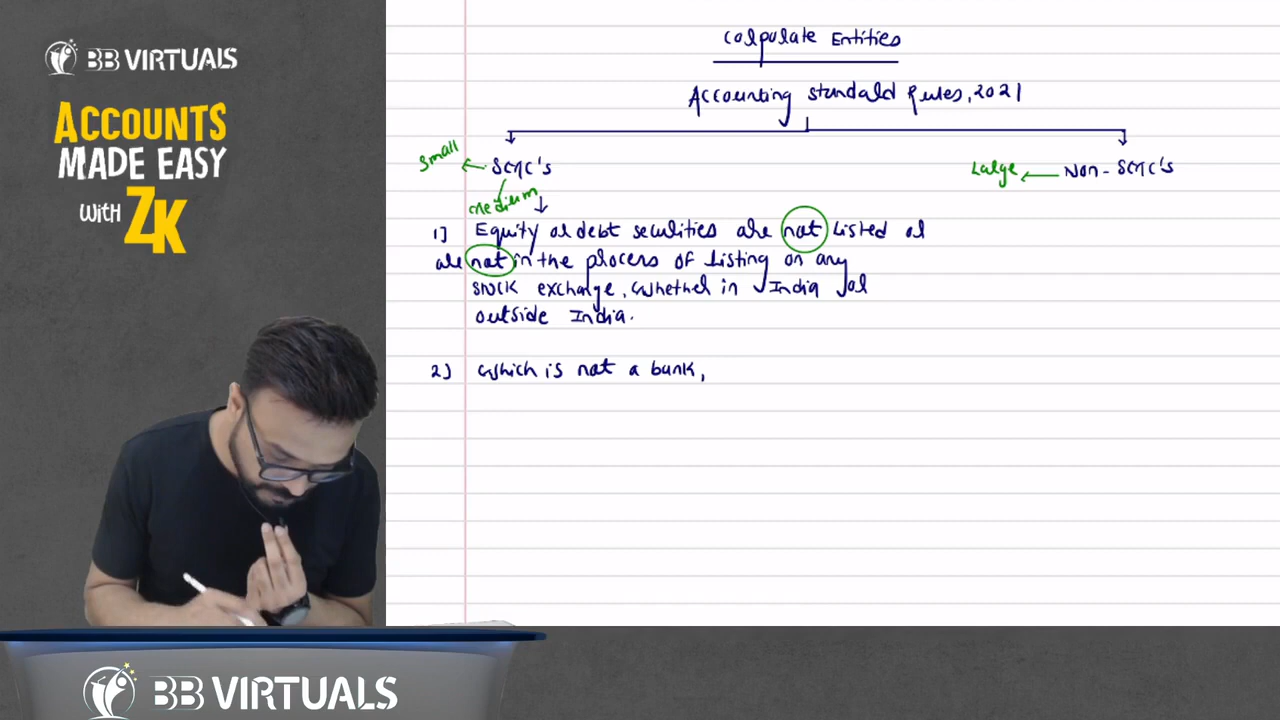 BB VIRTUALS
ACCOUNTS
MADE EASY
WITH ZK
Corporate Entities
Accounting Standard Rules, 2021
Small
SMC's
Large
Non-SMC's
Medium
1] Equity or debt securities are not Listed or
are not in the process of Listing on any
stock exchange, whether in India or
outside India.
2] Which is not a bank,
BB VIRTUALS